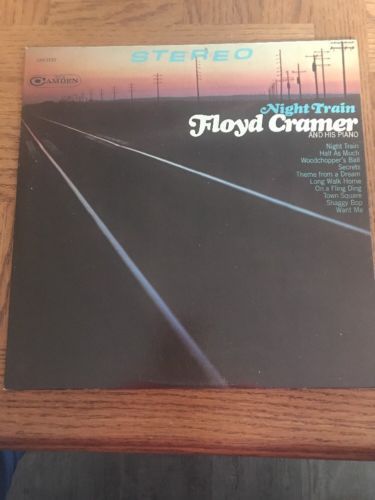 STEREO
CAMDEN
Night Train
Floyd Cramer
AND HIS PIANO
Night Train
Half As Much
Woodchopper's Ball
Secrets
Theme from a Dream
Long Walk Home
On a Fling Ding
Town Square
Shaggy Bop
Want Me